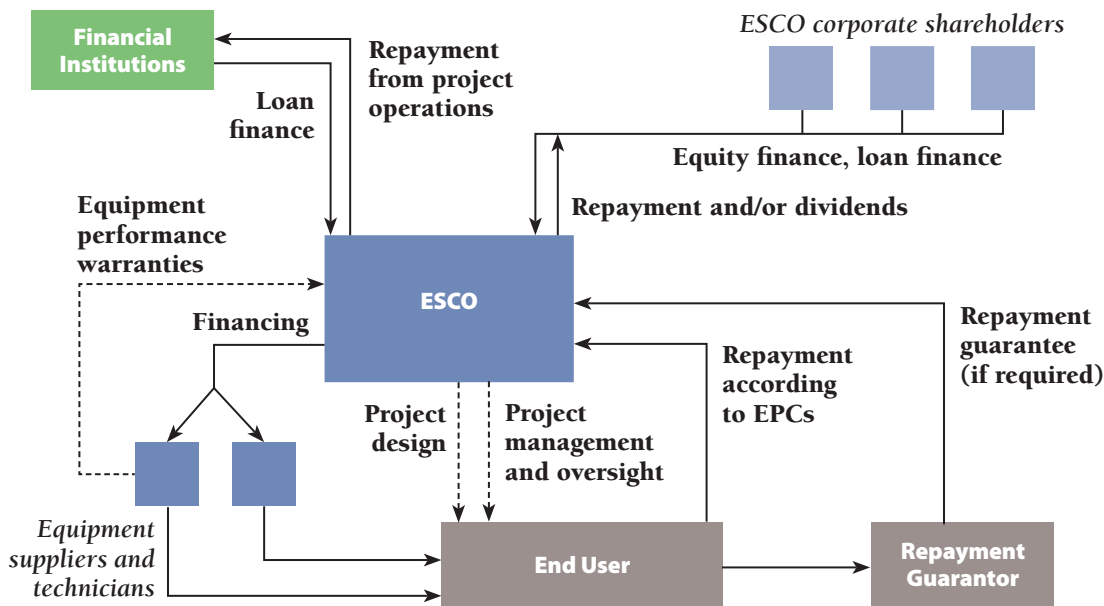 Financial
Institutions
Repayment
from project
operations
Loan
finance
ESCO corporate shareholders
Equity finance, loan finance
Repayment and/or dividends
Equipment
performance
warranties
ESCO
Financing
Repayment
guarantee
(if required)
Repayment
according
to EPCs
Project
design
Project
management
and oversight
Equipment
suppliers and
technicians
End User
Repayment
Guarantor